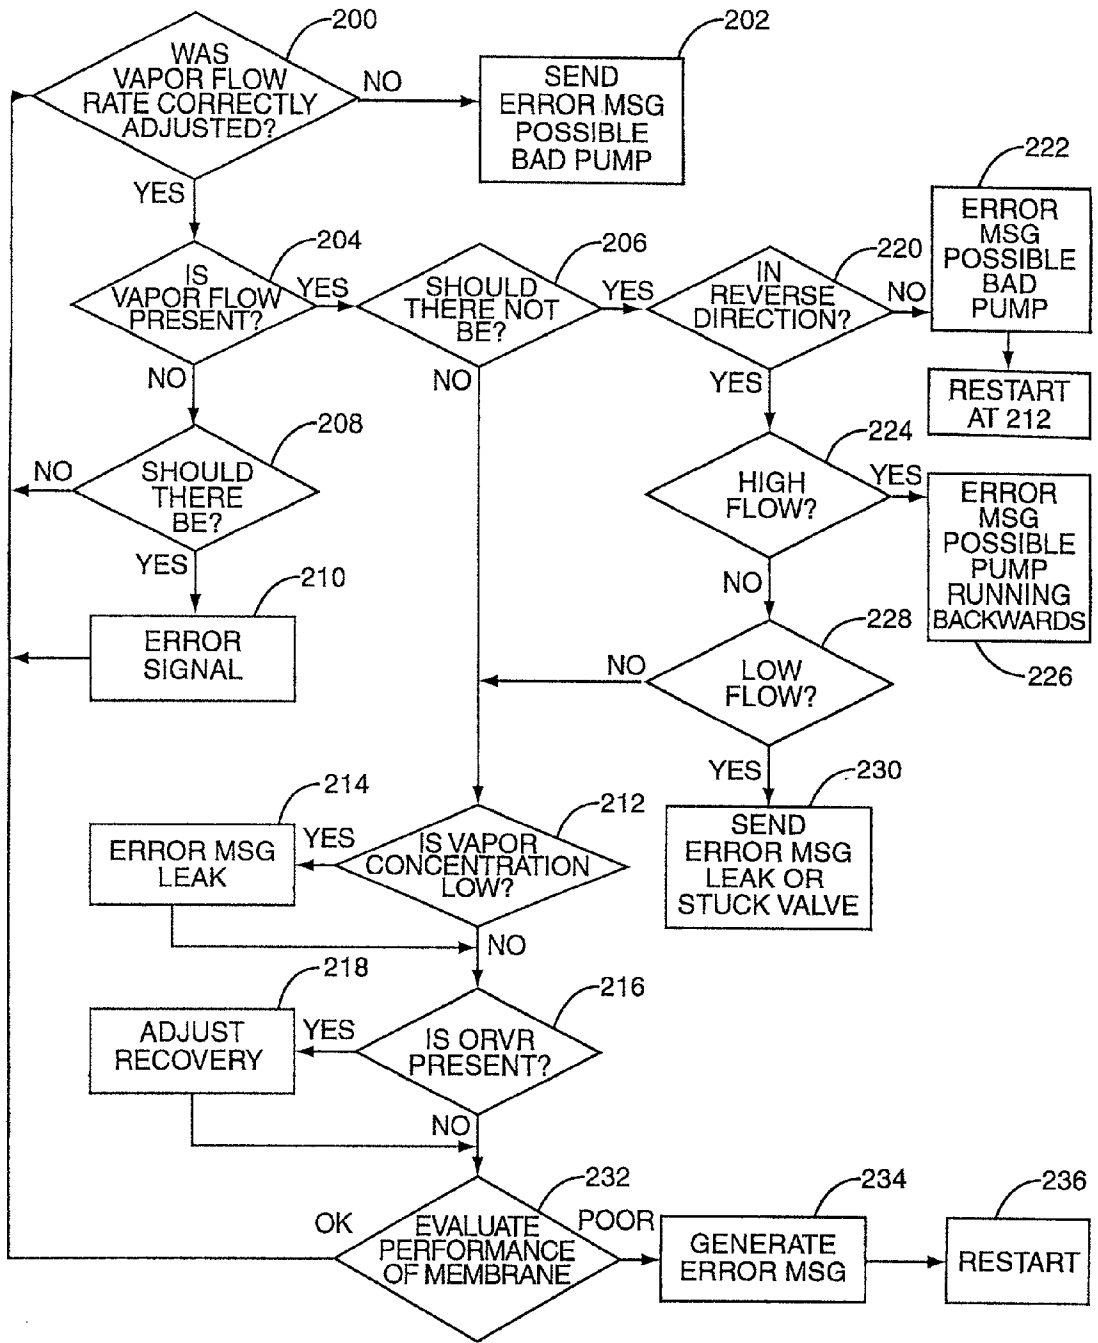 200
WAS
VAPOR FLOW
RATE CORRECTLY
ADJUSTED?
NO
202
SEND
ERROR MSG
POSSIBLE
BAD PUMP
YES
204
IS
VAPOR FLOW
PRESENT?
YES
206
SHOULD
THERE NOT
BE?
YES
220
IN
REVERSE
DIRECTION?
NO
222
ERROR
MSG
POSSIBLE
BAD
PUMP
RESTART
AT 212
NO
NO
YES
208
SHOULD
THERE
BE?
NO
YES
210
ERROR
SIGNAL
224
HIGH
FLOW?
YES
ERROR
MSG
POSSIBLE
PUMP
RUNNING
BACKWARDS
226
NO
228
LOW
FLOW?
NO
YES
230
SEND
ERROR MSG
LEAK OR
STUCK VALVE
212
IS VAPOR
CONCENTRATION
LOW?
YES
214
ERROR MSG
LEAK
NO
216
IS ORVR
PRESENT?
YES
218
ADJUST
RECOVERY
NO
232
EVALUATE
PERFORMANCE
OF MEMBRANE
OK
POOR
234
GENERATE
ERROR MSG
236
RESTART